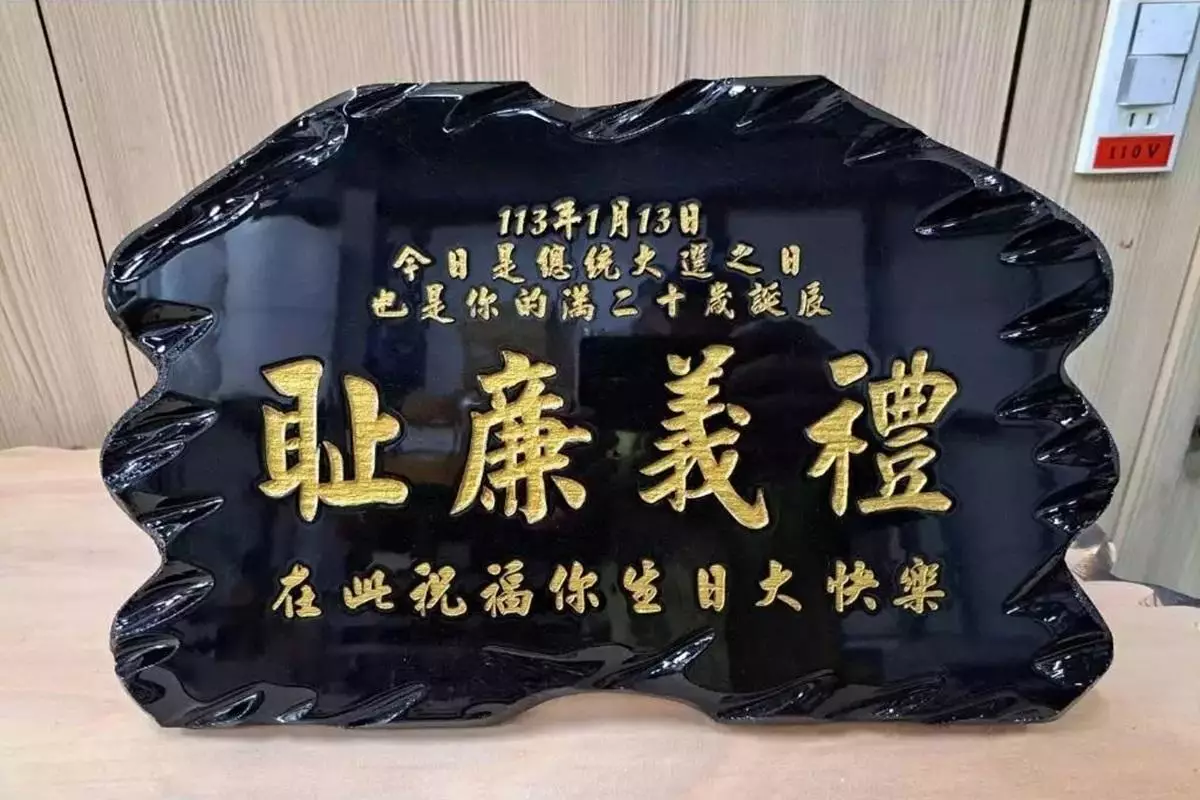 113年1月13日
今日是總統大選之日
也是你的滿二十歲誕辰
禮義廉恥
在此祝福你生日大快樂
110V